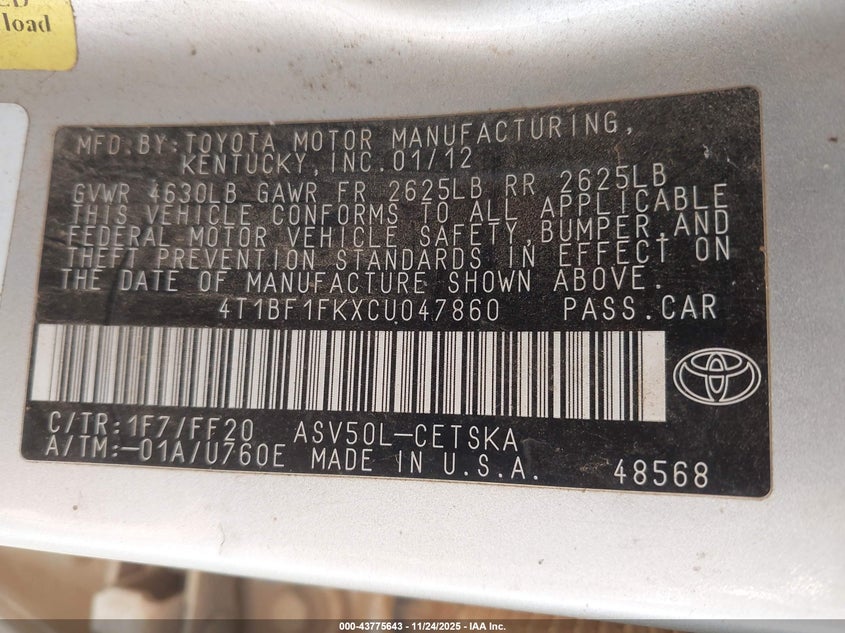 load
MFD.BY:TOYOTA MOTOR MANUFACTURING,
KENTUCKY,INC.01/12
GVWR 4630LB GAWR FR 2625LB RR 2625LB
THIS VEHICLE CONFORMS TO ALL APPLICABLE
FEDERAL MOTOR VEHICLE SAFETY,BUMPER,AND
THEFT PREVENTION STANDARDS IN EFFECT ON
THE DATE OF MANUFACTURE SHOWN ABOVE.
4T1BF1FKXCU047860 PASS.CAR
C/TR:1F7/FF20 ASV50L-CETSKA
A/TM:-01A/U760E MADE IN U.S.A. 48568
000-43775643 - 11/24/2025 - IAA Inc.